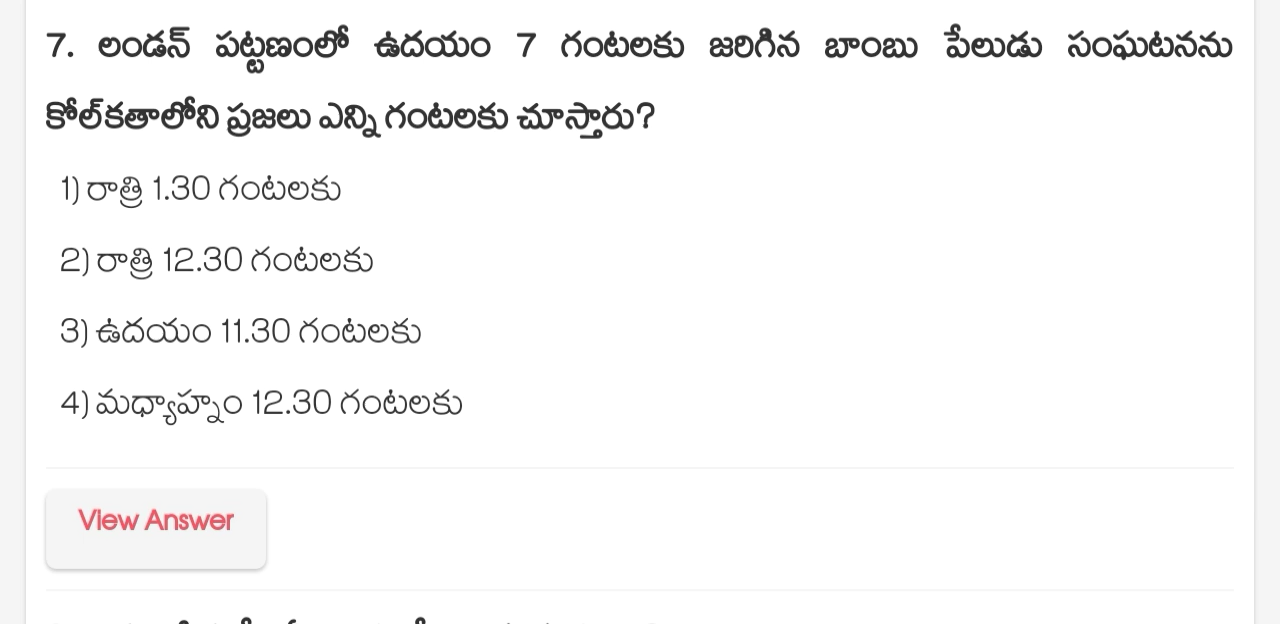 7. లండన్ పట్టణంలో ఉదయం 7 గంటలకు జరిగిన బాంబు పేలుడు సంఘటనను
కోల్‌కతాలోని ప్రజలు ఎన్ని గంటలకు చూస్తారు?
1) రాత్రి 1.30 గంటలకు
2) రాత్రి 12.30 గంటలకు
3) ఉదయం 11.30 గంటలకు
4) మధ్యాహ్నం 12.30 గంటలకు
View Answer